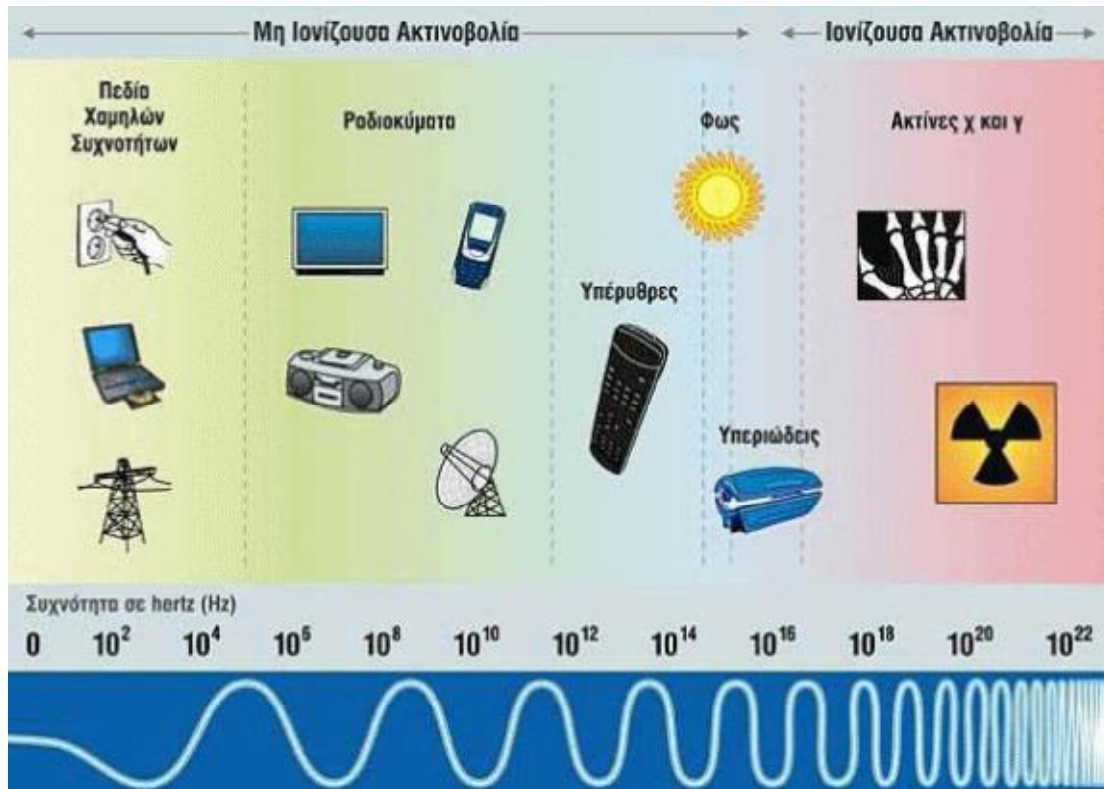 Μη Ιονίζουσα Ακτινοβολία
Ιονίζουσα Ακτινοβολία
Πεδία
Χαμηλών
Συχνοτήτων
Ραδιοκύματα
Φως
Ακτίνες χ και γ
Υπέρυθρες
Υπεριώδεις
Συχνότητα σε hertz (Hz)
0 10² 10⁴ 10⁶ 10⁸ 10¹⁰ 10¹² 10¹⁴ 10¹⁶ 10¹⁸ 10²⁰ 10²²